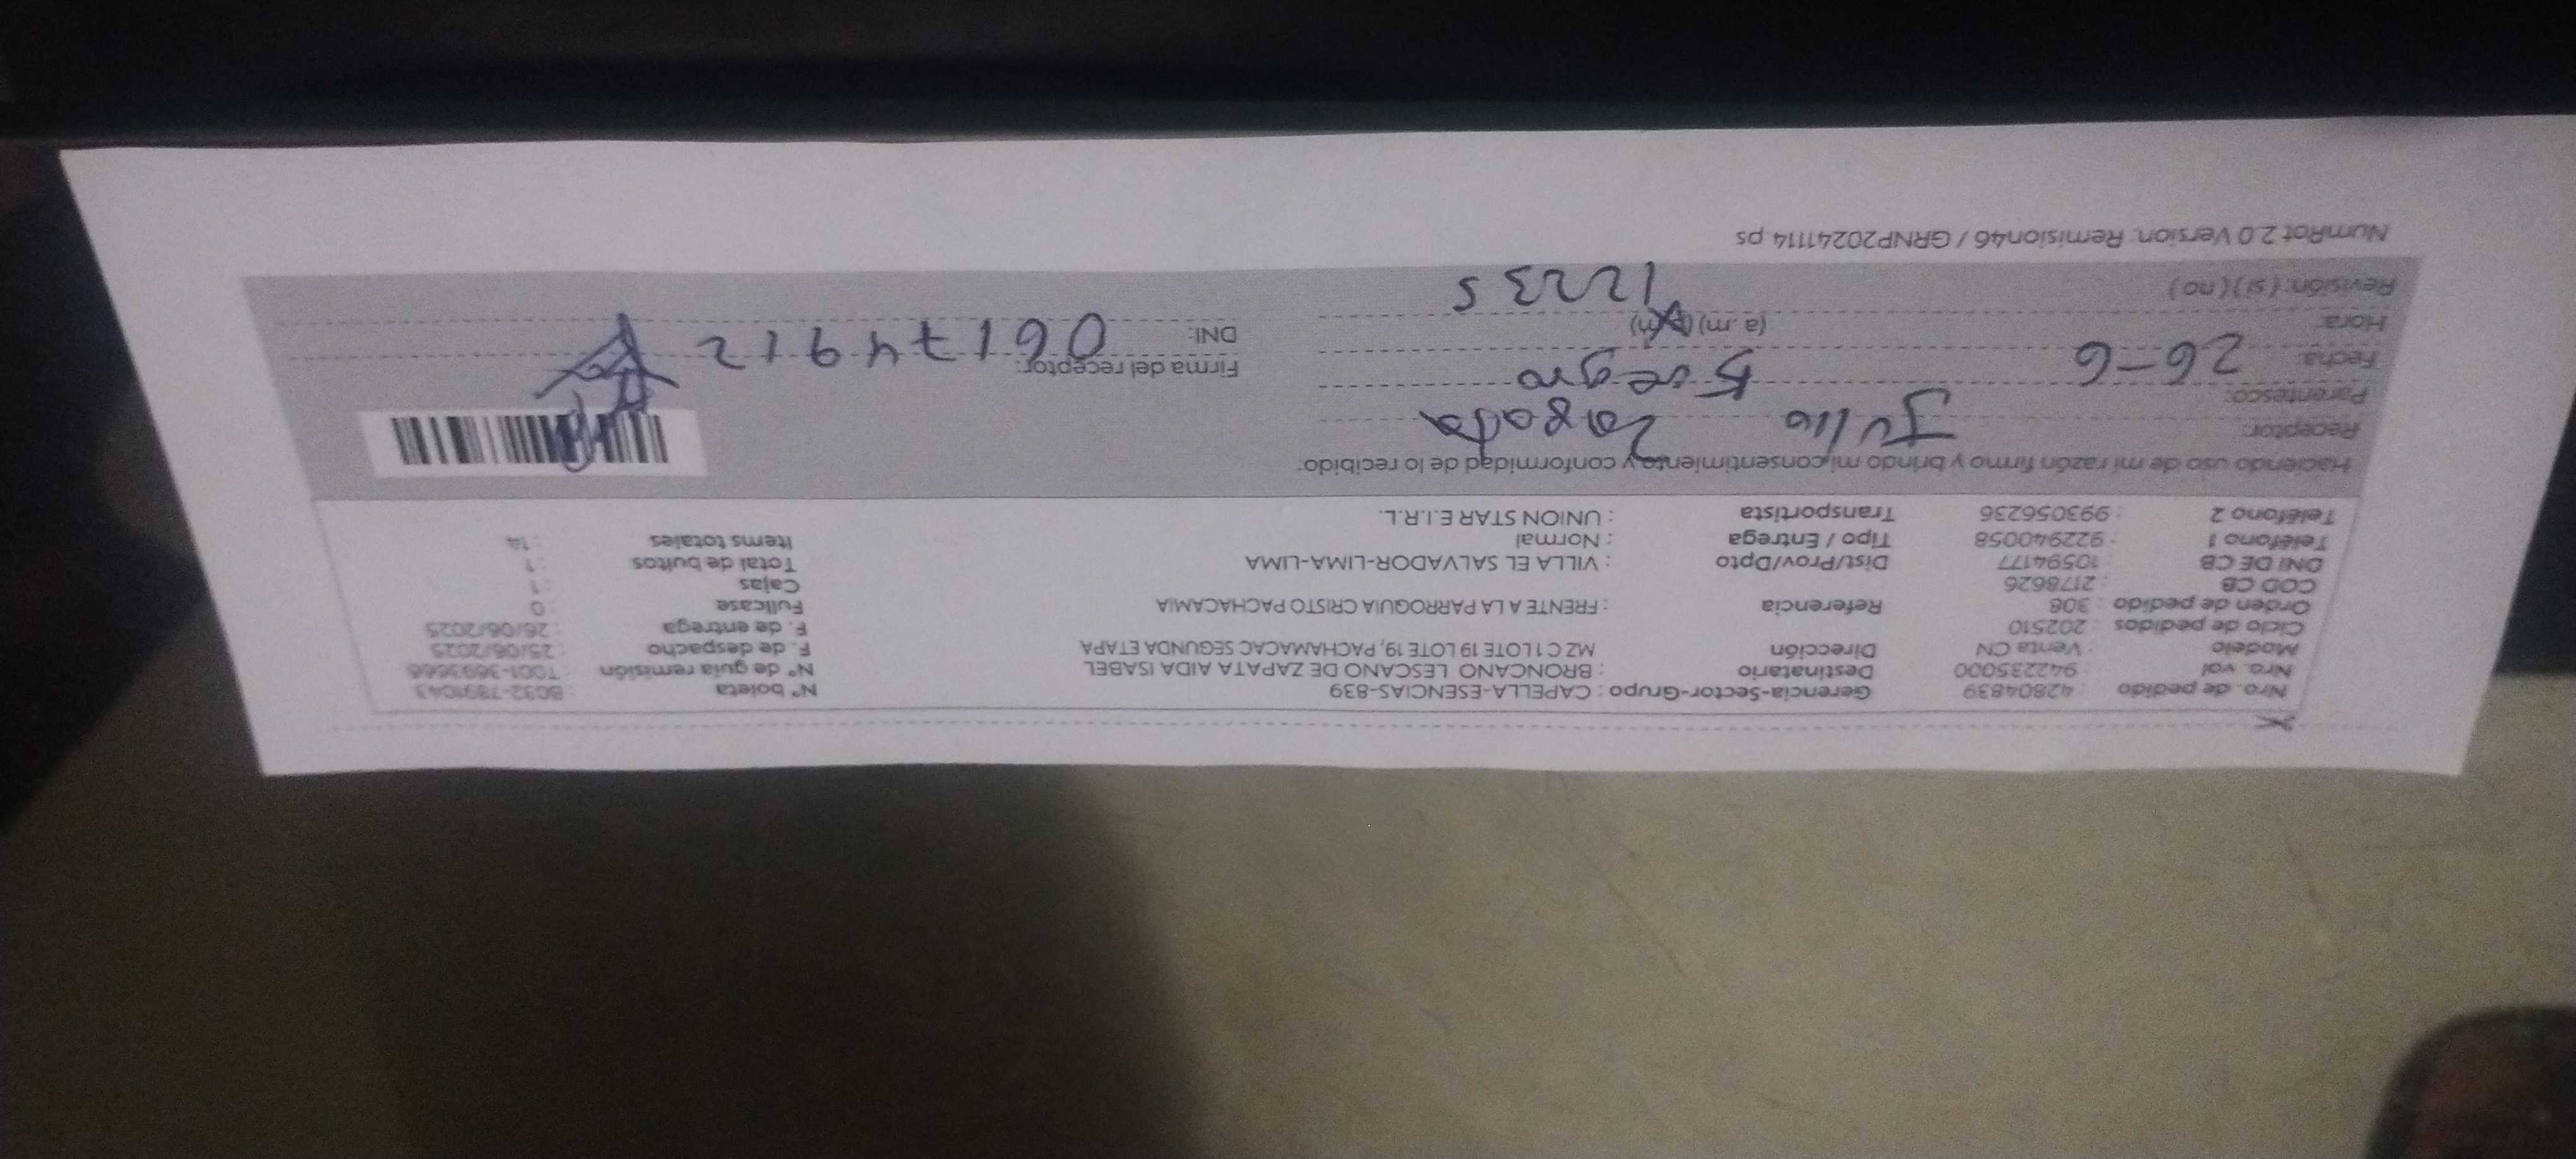 Nro. de pedido : 42804839 Gerencia-Sector-Grupo : CAPELLA-ESENCIAS-839 N° boleta : B032-7891043
Nro. val : 942235000 Destinatario : BRONCANO LESCANO DE ZAPATA AIDA ISABEL N° de guía remisión : T001-3693666
Modelo : Venta CN Dirección MZ C 1 LOTE 19 LOTE 19, PACHAMACAC SEGUNDA ETAPA F. de despacho : 25/06/2025
Ciclo de pedidos : 202510 F. de entrega : 26/06/2025
Orden de pedido : 308 Referencia : FRENTE A LA PARROQUIA CRISTO PACHACAMIA Fullcase : 0
COD CB : 2178626 Cajas : 1
DNI DE CB : 10594177 Dist/Prov/Dpto : VILLA EL SALVADOR-LIMA-LIMA Total de bultos : 1
Teléfono 1 : 922940058 Tipo / Entrega : Normal Items totales : 14
Teléfono 2 : 993056236 Transportista : UNION STAR E.I.R.L.
Haciendo uso de mi razón firmo y brindo mi consentimiento y conformidad de lo recibido:
Receptor: Julio Zapata
Parentesco: Suegro
Fecha: 26-6 Firma del receptor:
Hora: (a .m) (p.m) DNI: 06174912
Revisión: ( si ) ( no ) 12235
NumRot 2.0 Version: Remision46 / GRNP20241114.ps